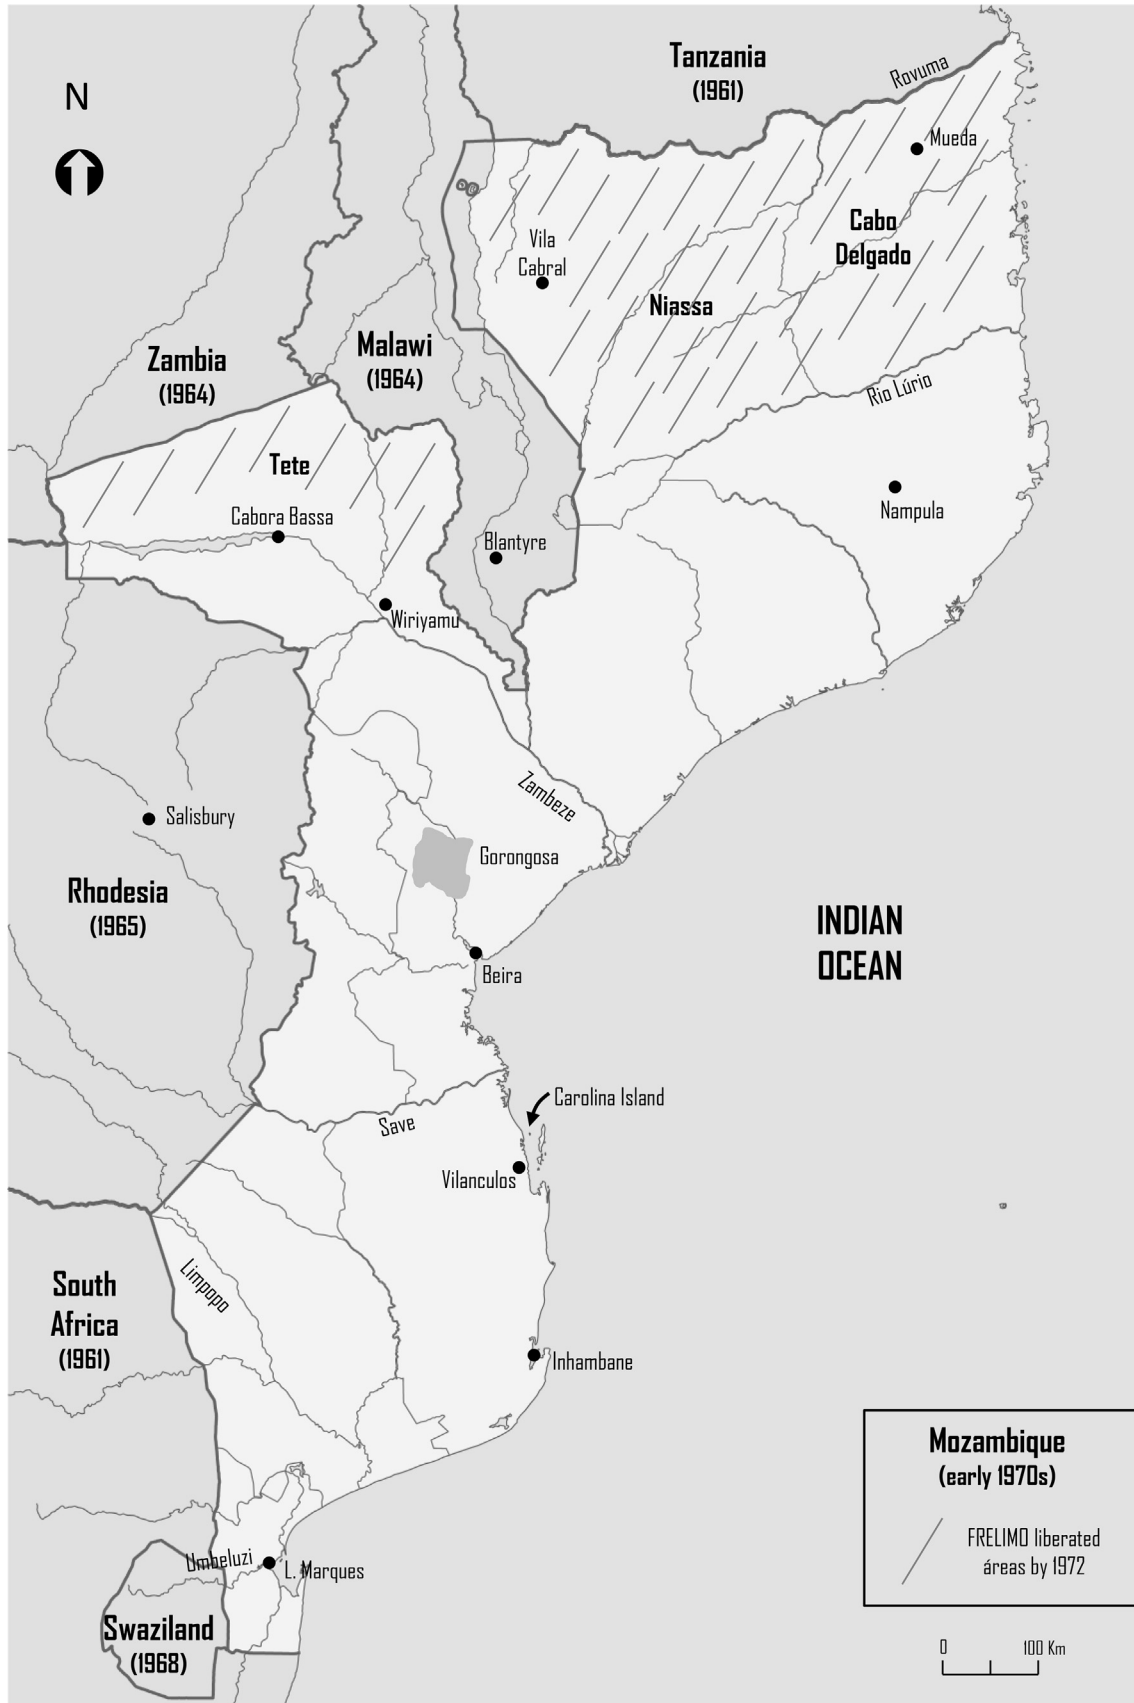 Tanzania
(1961)
Rovuma
N
Mueda
Cabo
Delgado
Vila
Cabral
Niassa
Zambia
(1964)
Malawi
(1964)
Rio Lúrio
Tete
Cabora Bassa
Nampula
Blantyre
Wiriyamu
Zambeze
Salisbury
Gorongosa
Rhodesia
(1965)
INDIAN
OCEAN
Beira
Carolina Island
Save
Vilanculos
Limpopo
South
Africa
(1961)
Inhambane
Mozambique
(early 1970s)
FRELIMO liberated
áreas by 1972
Umbeluzi
L. Marques
Swaziland
(1968)
0 100 Km